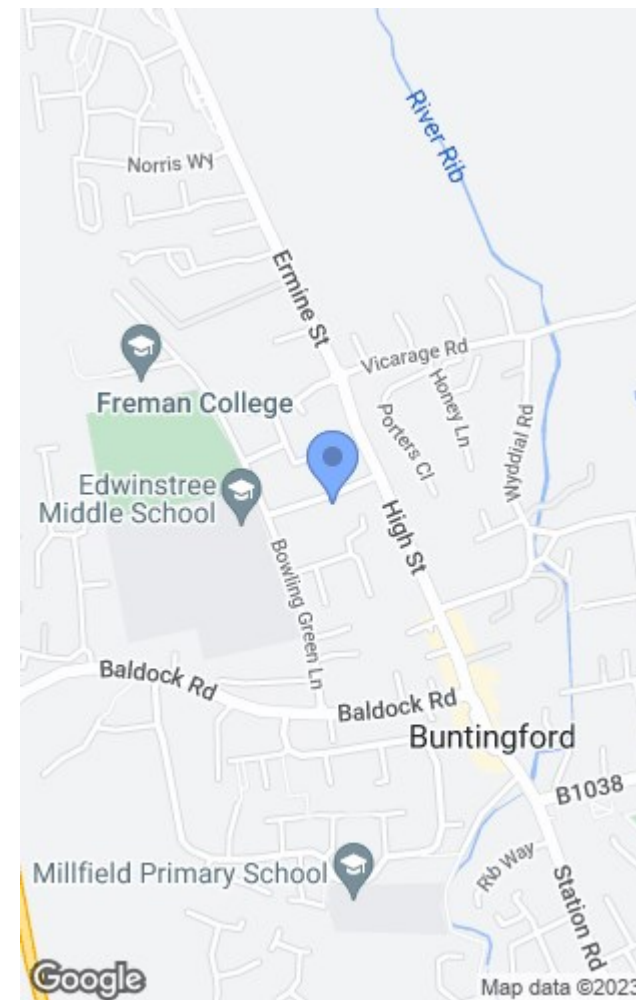 River Rib
Norris Wy
Ermine St
Vicarage Rd
Freman College
Honey Ln
Porters Cl
Wyddial Rd
Edwinstree
Middle School
High St
Bowling Green Ln
Baldock Rd
Baldock Rd
Buntingford
B1038
Millfield Primary School
Rib Way
Station Rd
Google
Map data ©2023